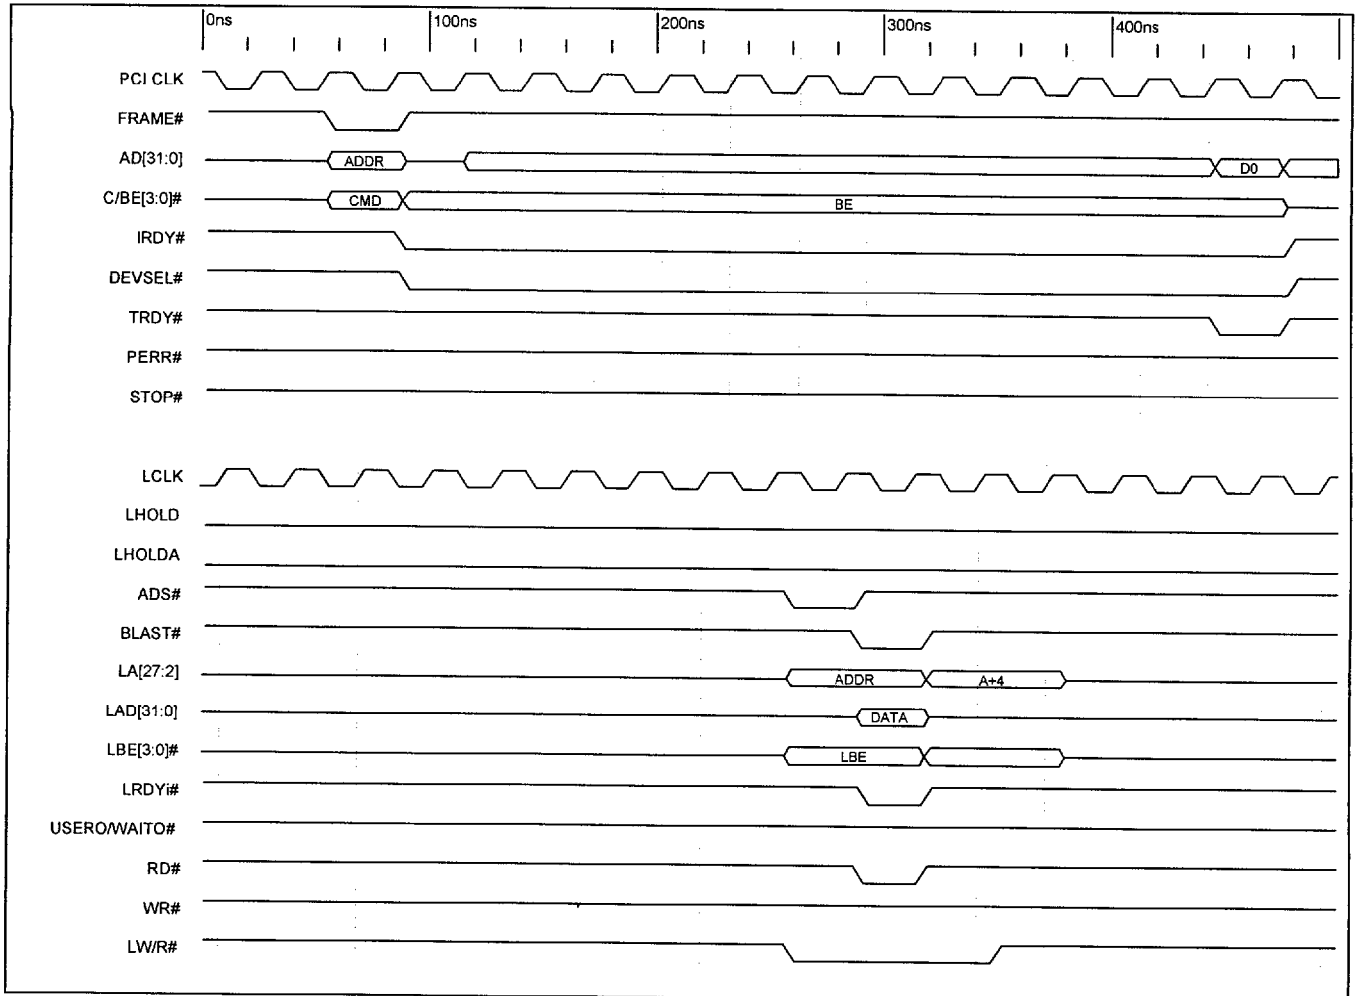 0ns 100ns 200ns 300ns 400ns
PCI CLK
FRAME#
AD[31:0] ADDR D0
C/BE[3:0]# CMD BE
IRDY#
DEVSEL#
TRDY#
PERR#
STOP#
LCLK
LHOLD
LHOLDA
ADS#
BLAST#
LA[27:2] ADDR A+4
LAD[31:0] DATA
LBE[3:0]# LBE
LRDYi#
USERO/WAITO#
RD#
WR#
LW/R#